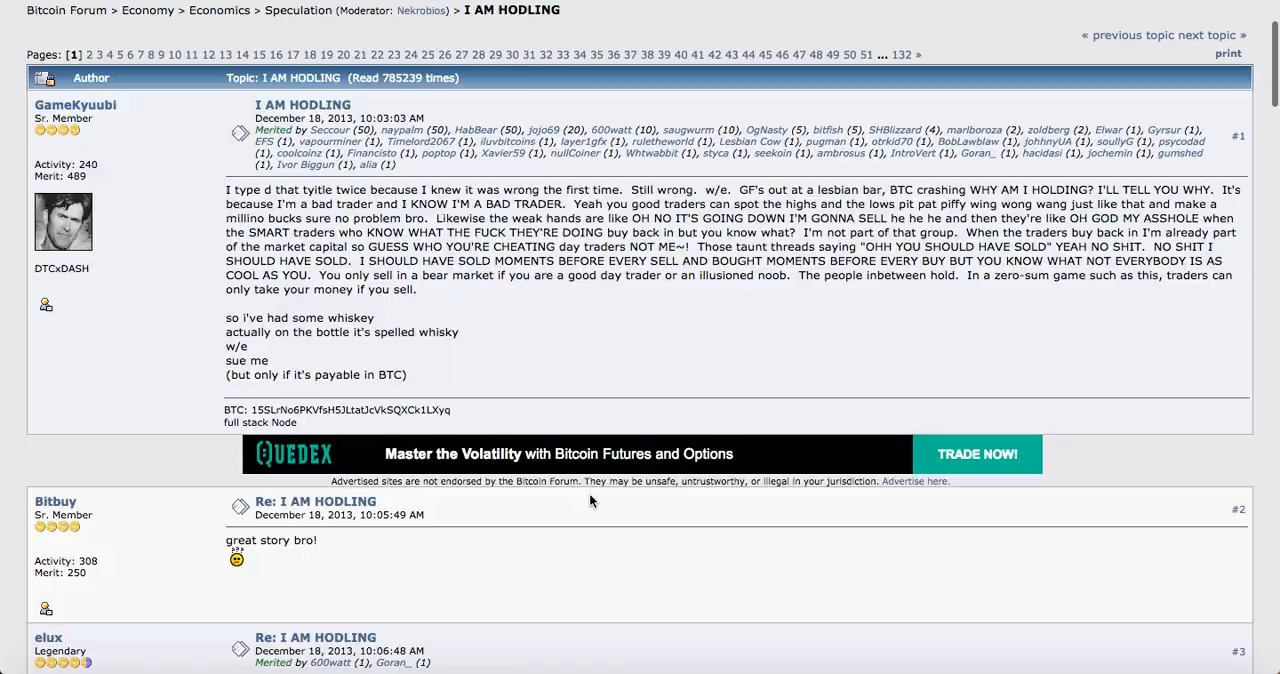 Bitcoin Forum > Economy > Economics > Speculation (Moderator: Nekrobios) > I AM HODLING
« previous topic next topic »
Pages: [1] 2 3 4 5 6 7 8 9 10 11 12 13 14 15 16 17 18 19 20 21 22 23 24 25 26 27 28 29 30 31 32 33 34 35 36 37 38 39 40 41 42 43 44 45 46 47 48 49 50 51 ... 132 »
print
Author
Topic: I AM HODLING (Read 785239 times)
GameKyuubi
Sr. Member
Activity: 240
Merit: 489
DTCxDASH
I AM HODLING
December 18, 2013, 10:03:03 AM
#1
Merited by Seccour (50), naypalm (50), HabBear (50), jojo69 (20), 600watt (10), saugwurm (10), OgNasty (5), bitfish (5), SHBlizzard (4), marlboroza (2), zoldberg (2), Elwar (1), Gyrsur (1),
EFS (1), vapourminer (1), Timelord2067 (1), iluvbitcoins (1), layer1gfx (1), ruletheworld (1), Lesbian Cow (1), pugman (1), otrkid70 (1), BobLawblaw (1), johhnyUA (1), soullyG (1), psycodad
(1), coolcoinz (1), Financisto (1), poptop (1), Xavier59 (1), nullCoiner (1), Whtwabbit (1), styca (1), seekoin (1), ambrosus (1), IntroVert (1), Goran_ (1), hacidasi (1), jochemin (1), gumshed
(1), Ivor Biggun (1), alia (1)
I type d that tyitle twice because I knew it was wrong the first time. Still wrong. w/e. GF's out at a lesbian bar, BTC crashing WHY AM I HOLDING? I'LL TELL YOU WHY. It's
because I'm a bad trader and I KNOW I'M A BAD TRADER. Yeah you good traders can spot the highs and the lows pit pat piffy wing wong wang just like that and make a
millino bucks sure no problem bro. Likewise the weak hands are like OH NO IT'S GOING DOWN I'M GONNA SELL he he he and then they're like OH GOD MY ASSHOLE when
the SMART traders who KNOW WHAT THE FUCK THEY'RE DOING buy back in but you know what? I'm not part of that group. When the traders buy back in I'm already part
of the market capital so GUESS WHO YOU'RE CHEATING day traders NOT ME~! Those taunt threads saying "OHH YOU SHOULD HAVE SOLD" YEAH NO SHIT. NO SHIT I
SHOULD HAVE SOLD. I SHOULD HAVE SOLD MOMENTS BEFORE EVERY SELL AND BOUGHT MOMENTS BEFORE EVERY BUY BUT YOU KNOW WHAT NOT EVERYBODY IS AS
COOL AS YOU. You only sell in a bear market if you are a good day trader or an illusioned noob. The people inbetween hold. In a zero-sum game such as this, traders can
only take your money if you sell.
so i've had some whiskey
actually on the bottle it's spelled whisky
w/e
sue me
(but only if it's payable in BTC)
BTC: 15SLrNo6PKVfsH5JLtatJcVkSQXCk1LXyq
full stack Node
QUEDEX
Master the Volatility with Bitcoin Futures and Options
TRADE NOW!
Advertised sites are not endorsed by the Bitcoin Forum. They may be unsafe, untrustworthy, or illegal in your jurisdiction. Advertise here.
Bitbuy
Sr. Member
Activity: 308
Merit: 250
Re: I AM HODLING
December 18, 2013, 10:05:49 AM
#2
great story bro!
elux
Legendary
Re: I AM HODLING
December 18, 2013, 10:06:48 AM
#3
Merited by 600watt (1), Goran_ (1)